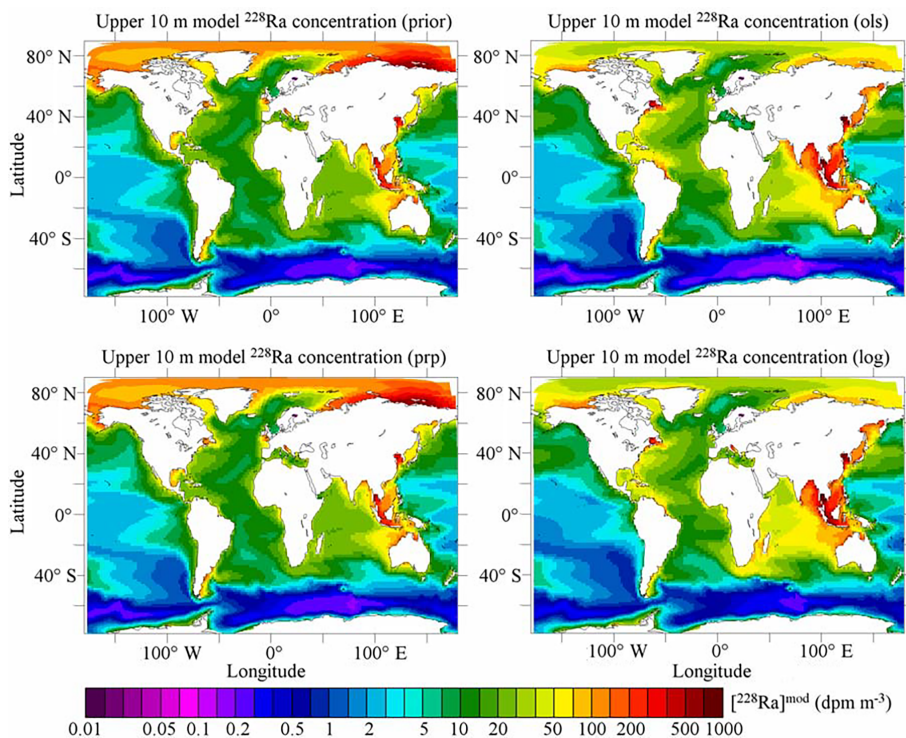 Upper 10 m model ²²⁸Ra concentration (prior)
Upper 10 m model ²²⁸Ra concentration (ols)
80° N
40° N
0°
40° S
Latitude
100° W 0° 100° E
80° N
40° N
0°
40° S
100° W 0° 100° E
Upper 10 m model ²²⁸Ra concentration (prp)
Upper 10 m model ²²⁸Ra concentration (log)
80° N
40° N
0°
40° S
Latitude
100° W 0° 100° E
Longitude
80° N
40° N
0°
40° S
100° W 0° 100° E
Longitude
[²²⁸Ra]ᵐᵒᵈ (dpm m⁻³)
0.01 0.05 0.1 0.2 0.5 1 2 5 10 20 50 100 200 500 1000